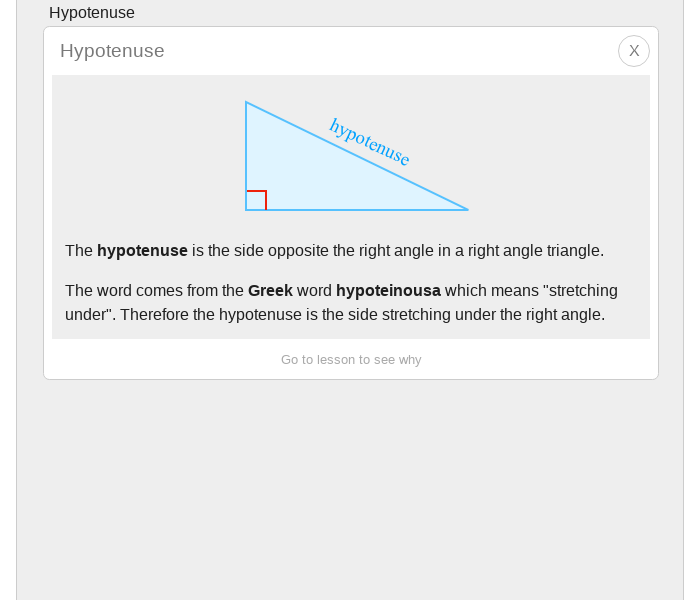 Hypotenuse
Hypotenuse
X
hypotenuse
The hypotenuse is the side opposite the right angle in a right angle triangle.
The word comes from the Greek word hypoteinousa which means "stretching
under". Therefore the hypotenuse is the side stretching under the right angle.
Go to lesson to see why